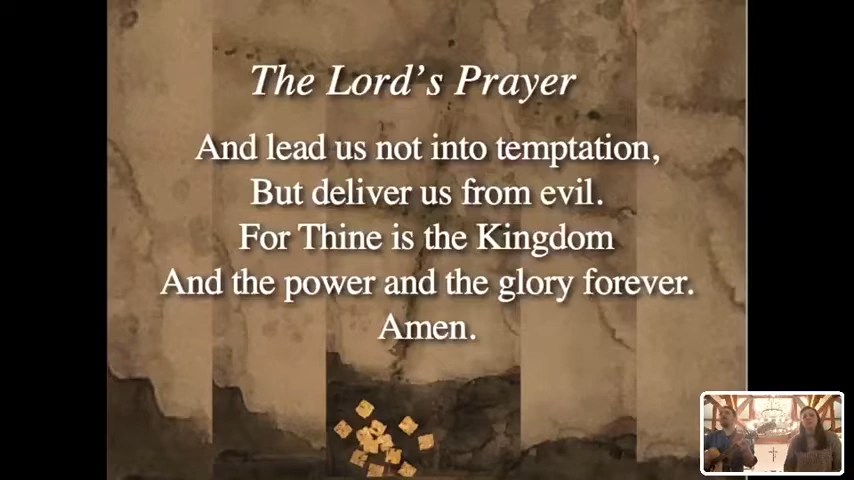 The Lord's Prayer
And lead us not into temptation,
But deliver us from evil.
For Thine is the Kingdom
And the power and the glory forever.
Amen.